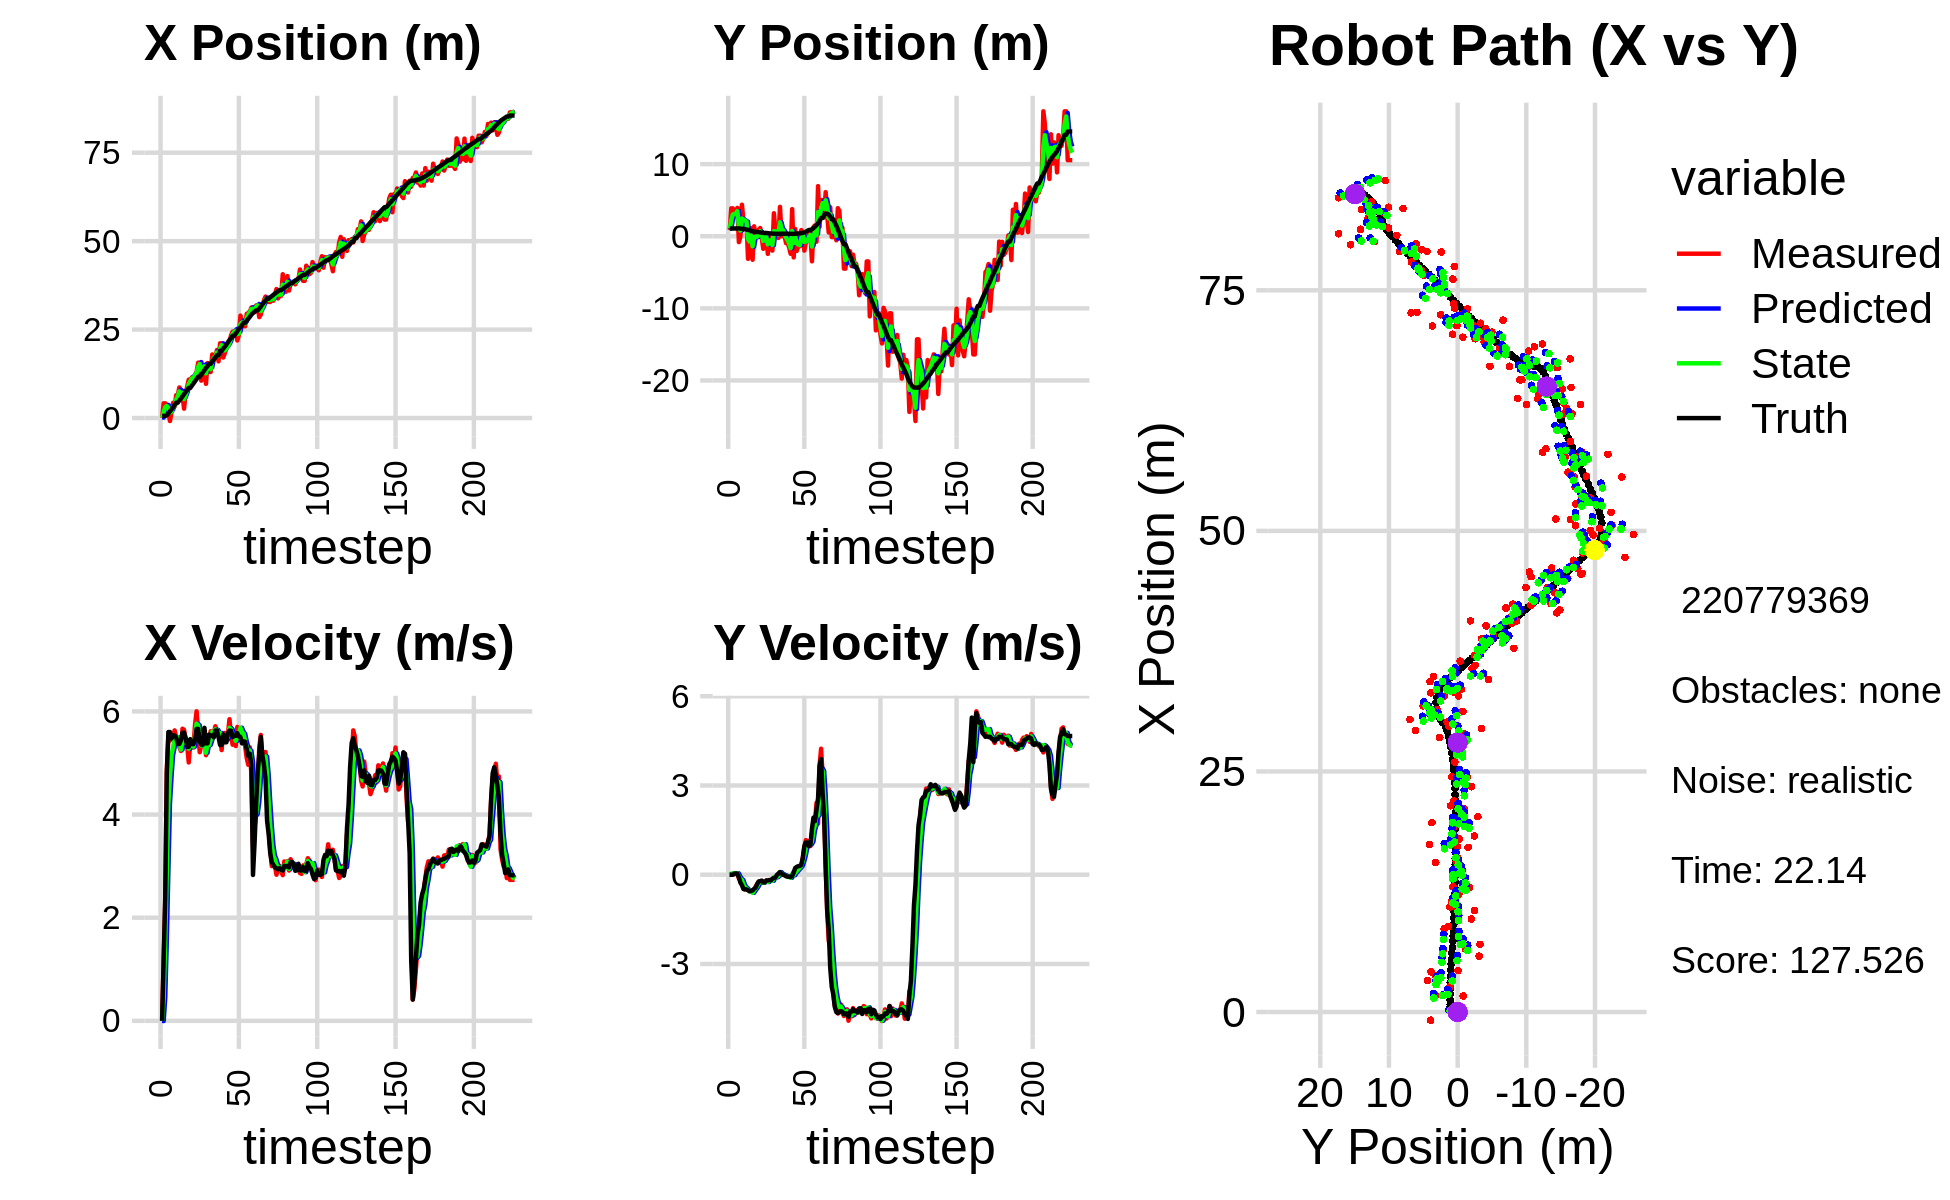 X Position (m)
75
50
25
0
0 50 100 150 200
timestep
Y Position (m)
10
0
-10
-20
0 50 100 150 200
timestep
X Velocity (m/s)
6
4
2
0
0 50 100 150 200
timestep
Y Velocity (m/s)
6
3
0
-3
0 50 100 150 200
timestep
Robot Path (X vs Y)
X Position (m)
75
50
25
0
20 10 0 -10 -20
Y Position (m)
variable
Measured
Predicted
State
Truth
220779369
Obstacles: none
Noise: realistic
Time: 22.14
Score: 127.526